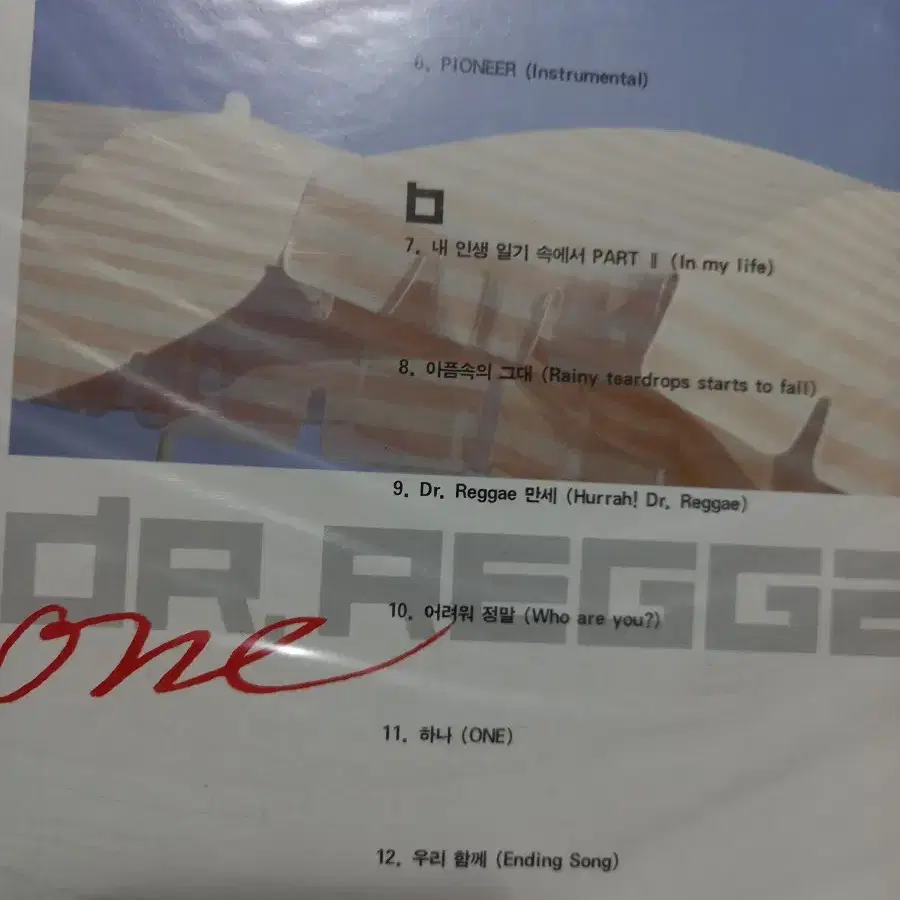 6. PIONEER (Instrumental)
b
7. 내 인생 일기 속에서 PART Ⅱ (In my life)
8. 아픔속의 그대 (Rainy teardrops starts to fall)
9. Dr. Reggae 만세 (Hurrah! Dr. Reggae)
DR.REGGA
10. 어려워 정말 (Who are you?)
one
11. 하나 (ONE)
12. 우리 함께 (Ending Song)